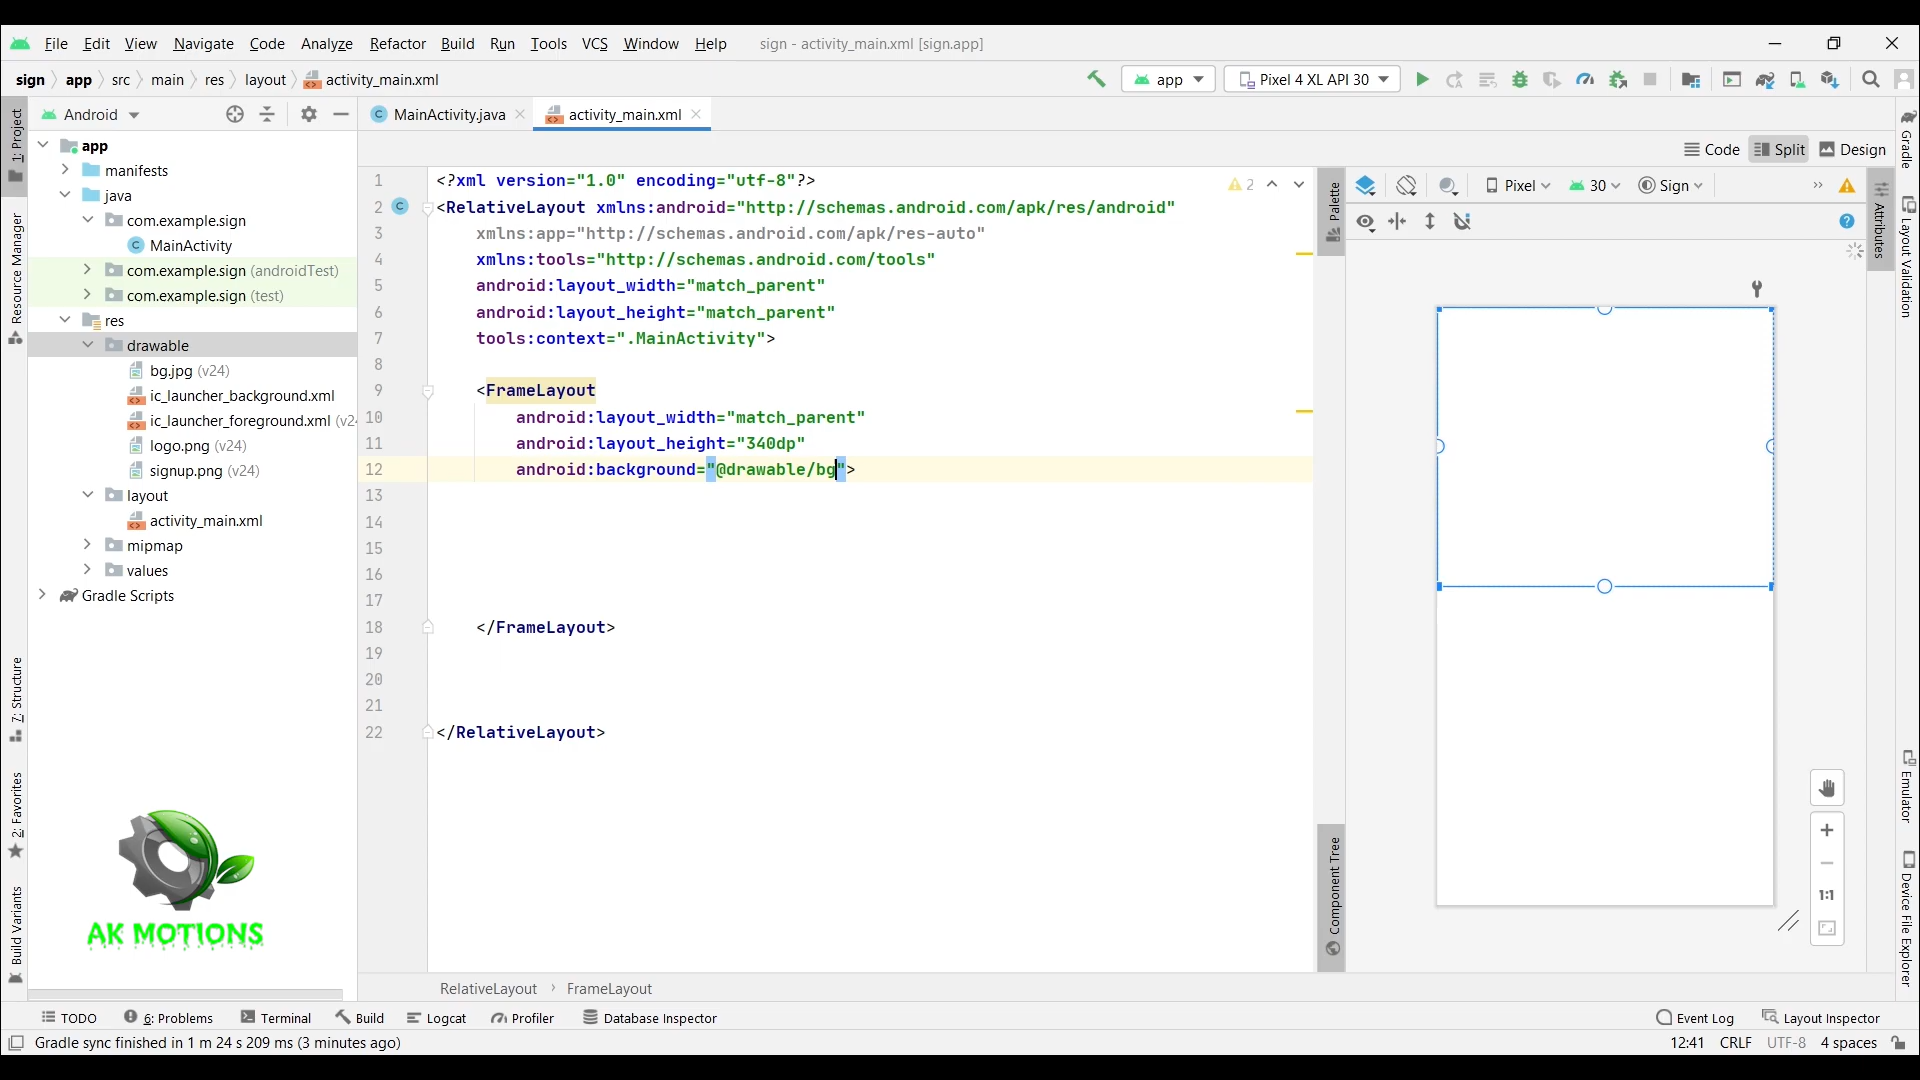 File Edit View Navigate Code Analyze Refactor Build Run Tools VCS Window Help sign - activity_main.xml [sign.app]
sign app src main res layout activity_main.xml app Pixel 4 XL API 30
Android MainActivity.java activity_main.xml
Code Split Design
1: Project
Resource Manager
7: Structure
2: Favorites
Build Variants
app
manifests
java
com.example.sign
MainActivity
com.example.sign (androidTest)
com.example.sign (test)
res
drawable
bg.jpg (v24)
ic_launcher_background.xml
ic_launcher_foreground.xml (v2
logo.png (v24)
signup.png (v24)
layout
activity_main.xml
mipmap
values
Gradle Scripts
AK MOTIONS
1 <?xml version="1.0" encoding="utf-8"?>
2 <RelativeLayout xmlns:android="http://schemas.android.com/apk/res/android"
3 xmlns:app="http://schemas.android.com/apk/res-auto"
4 xmlns:tools="http://schemas.android.com/tools"
5 android:layout_width="match_parent"
6 android:layout_height="match_parent"
7 tools:context=".MainActivity">
8
9 <FrameLayout
10 android:layout_width="match_parent"
11 android:layout_height="340dp"
12 android:background="@drawable/bg">
13
14
15
16
17
18 </FrameLayout>
19
20
21
22 </RelativeLayout>
2
Palette
Component Tree
Pixel 30 Sign
1:1
Attributes
Gradle
Layout Validation
Emulator
Device File Explorer
RelativeLayout FrameLayout
TODO 6: Problems Terminal Build Logcat Profiler Database Inspector Event Log Layout Inspector
Gradle sync finished in 1 m 24 s 209 ms (3 minutes ago) 12:41 CRLF UTF-8 4 spaces